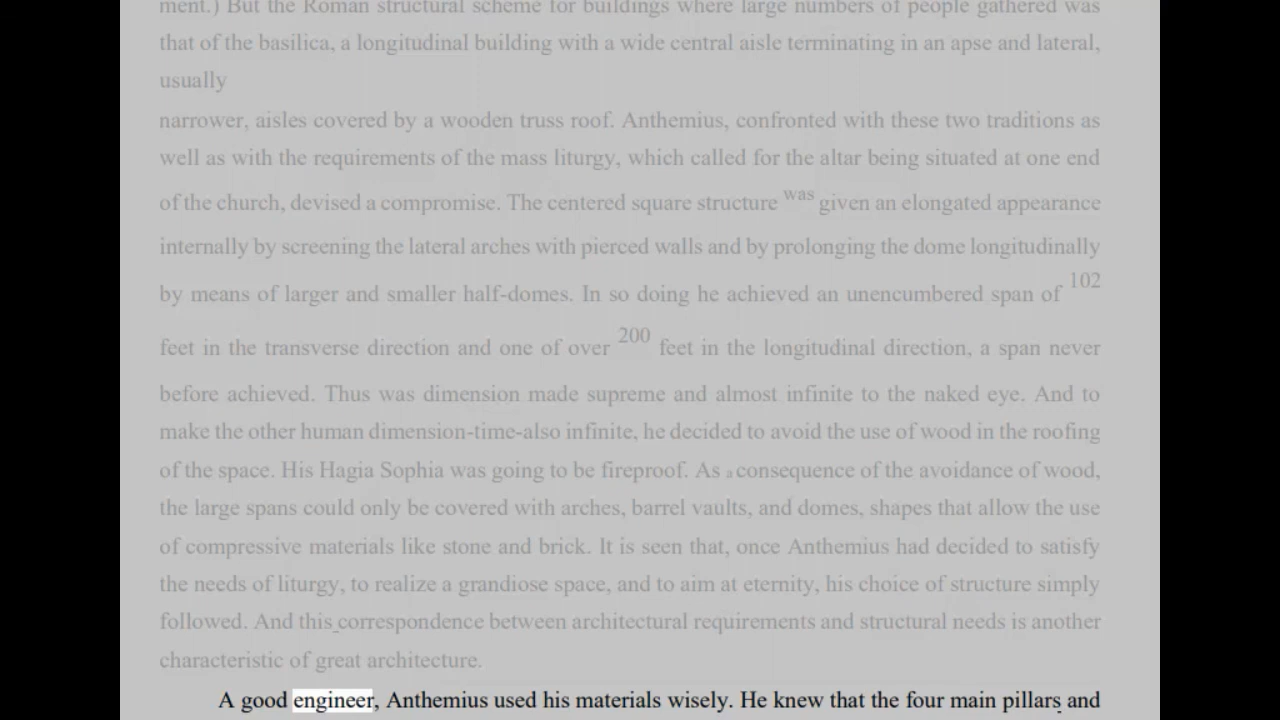 ment.) But the Roman structural scheme for buildings where large numbers of people gathered was
that of the basilica, a longitudinal building with a wide central aisle terminating in an apse and lateral,
usually
narrower, aisles covered by a wooden truss roof. Anthemius, confronted with these two traditions as
well as with the requirements of the mass liturgy, which called for the altar being situated at one end
of the church, devised a compromise. The centered square structure was given an elongated appearance
internally by screening the lateral arches with pierced walls and by prolonging the dome longitudinally
by means of larger and smaller half-domes. In so doing he achieved an unencumbered span of 102
feet in the transverse direction and one of over 200 feet in the longitudinal direction, a span never
before achieved. Thus was dimension made supreme and almost infinite to the naked eye. And to
make the other human dimension-time-also infinite, he decided to avoid the use of wood in the roofing
of the space. His Hagia Sophia was going to be fireproof. As a consequence of the avoidance of wood,
the large spans could only be covered with arches, barrel vaults, and domes, shapes that allow the use
of compressive materials like stone and brick. It is seen that, once Anthemius had decided to satisfy
the needs of liturgy, to realize a grandiose space, and to aim at eternity, his choice of structure simply
followed. And this correspondence between architectural requirements and structural needs is another
characteristic of great architecture.
A good engineer, Anthemius used his materials wisely. He knew that the four main pillars and